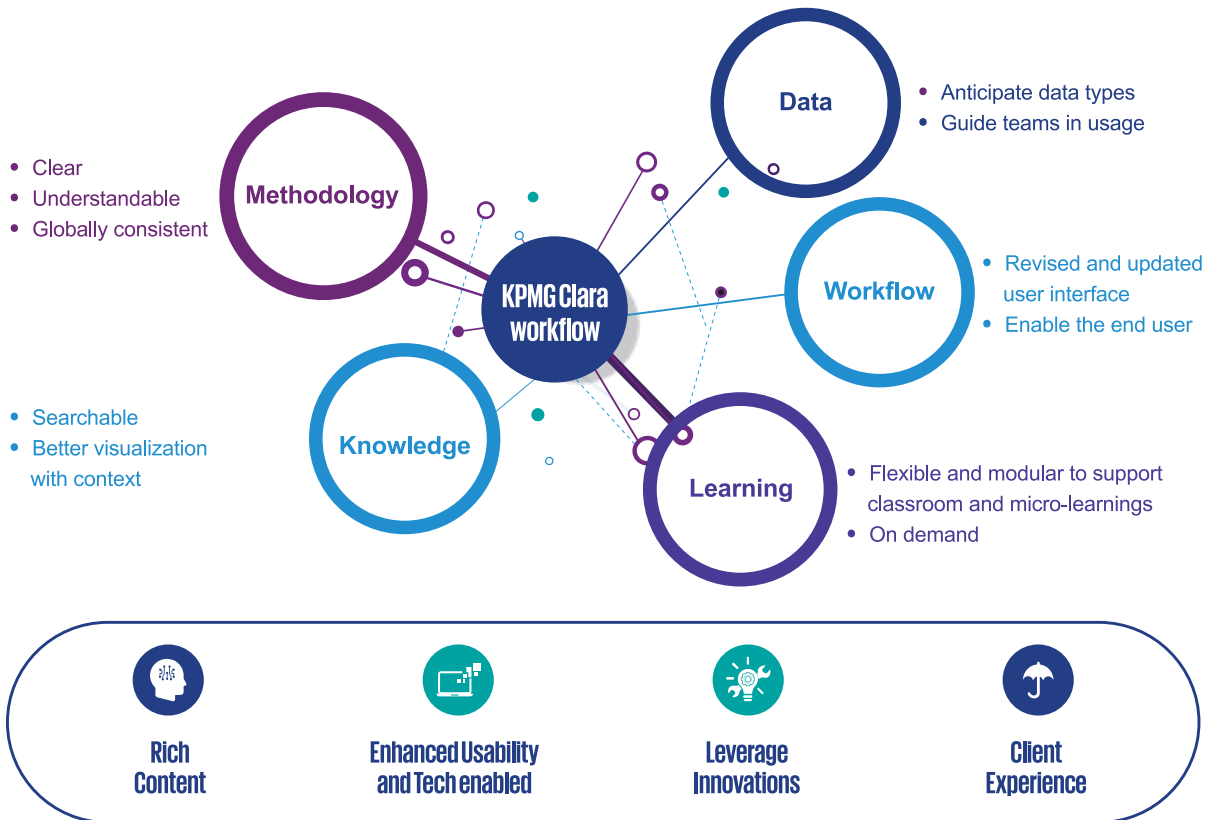 Methodology
• Clear
• Understandable
• Globally consistent
Data
• Anticipate data types
• Guide teams in usage
KPMG Clara
workflow
Workflow
• Revised and updated
user interface
• Enable the end user
Knowledge
• Searchable
• Better visualization
with context
Learning
• Flexible and modular to support
classroom and micro-learnings
• On demand
Rich
Content
Enhanced Usability
and Tech enabled
Leverage
Innovations
Client
Experience